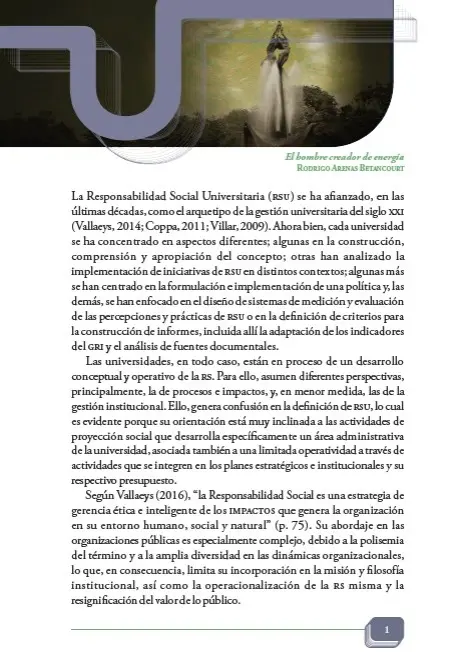 El hombre creador de energía
Rodrigo Arenas Betancourt
La Responsabilidad Social Universitaria (RSU) se ha afianzado, en las
últimas décadas, como el arquetipo de la gestión universitaria del siglo XXI
(Vallaeys, 2014; Coppa, 2011; Villar, 2009). Ahora bien, cada universidad
se ha concentrado en aspectos diferentes; algunas en la construcción,
comprensión y apropiación del concepto; otras han analizado la
implementación de iniciativas de RSU en distintos contextos; algunas más
se han centrado en la formulación e implementación de una política y, las
demás, se han enfocado en el diseño de sistemas de medición y evaluación
de las percepciones y prácticas de RSU o en la definición de criterios para
la construcción de informes, incluida allí la adaptación de los indicadores
del GRI y el análisis de fuentes documentales.
Las universidades, en todo caso, están en proceso de un desarrollo
conceptual y operativo de la RS. Para ello, asumen diferentes perspectivas,
principalmente, la de procesos e impactos, y, en menor medida, las de la
gestión institucional. Ello, genera confusión en la definición de RSU, lo cual
es evidente porque su orientación está muy inclinada a las actividades de
proyección social que desarrolla específicamente un área administrativa
de la universidad, asociada también a una limitada operatividad a través de
actividades que se integren en los planes estratégicos e institucionales y su
respectivo presupuesto.
Según Vallaeys (2016), “la Responsabilidad Social es una estrategia de
gerencia ética e inteligente de los IMPACTOS que genera la organización
en su entorno humano, social y natural” (p. 75). Su abordaje en las
organizaciones públicas es especialmente complejo, debido a la polisemia
del término y a la amplia diversidad en las dinámicas organizacionales,
lo que, en consecuencia, limita su incorporación en la misión y filosofía
institucional, así como la operacionalización de la RS misma y la
resignificación del valor de lo público.
1